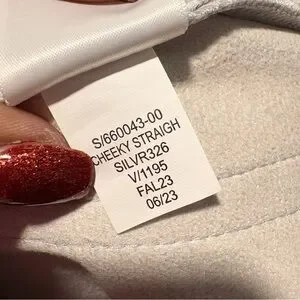 S/660043-00
CHEEKY STRAIGH
SILVR326
V/1195
FAL23
06/23